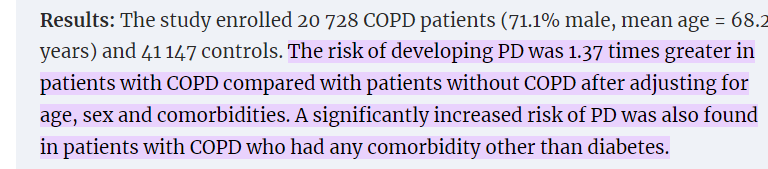 Results: The study enrolled 20 728 COPD patients (71.1% male, mean age = 68.2
years) and 41 147 controls. The risk of developing PD was 1.37 times greater in
patients with COPD compared with patients without COPD after adjusting for
age, sex and comorbidities. A significantly increased risk of PD was also found
in patients with COPD who had any comorbidity other than diabetes.